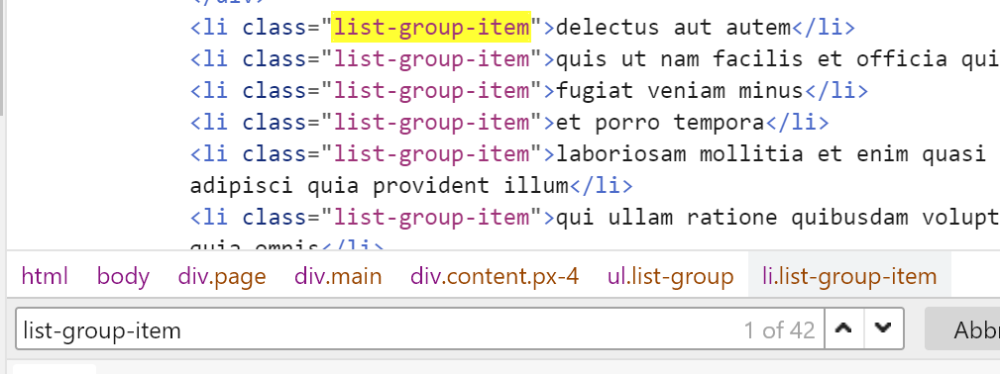 </div>
<li class="list-group-item">delectus aut autem</li>
<li class="list-group-item">quis ut nam facilis et officia qui
<li class="list-group-item">fugiat veniam minus</li>
<li class="list-group-item">et porro tempora</li>
<li class="list-group-item">laboriosam mollitia et enim quasi
adipisci quia provident illum</li>
<li class="list-group-item">qui ullam ratione quibusdam volupt
quia omnis</li>
html body div.page div.main div.content.px-4 ul.list-group li.list-group-item
list-group-item 1 of 42 Abb